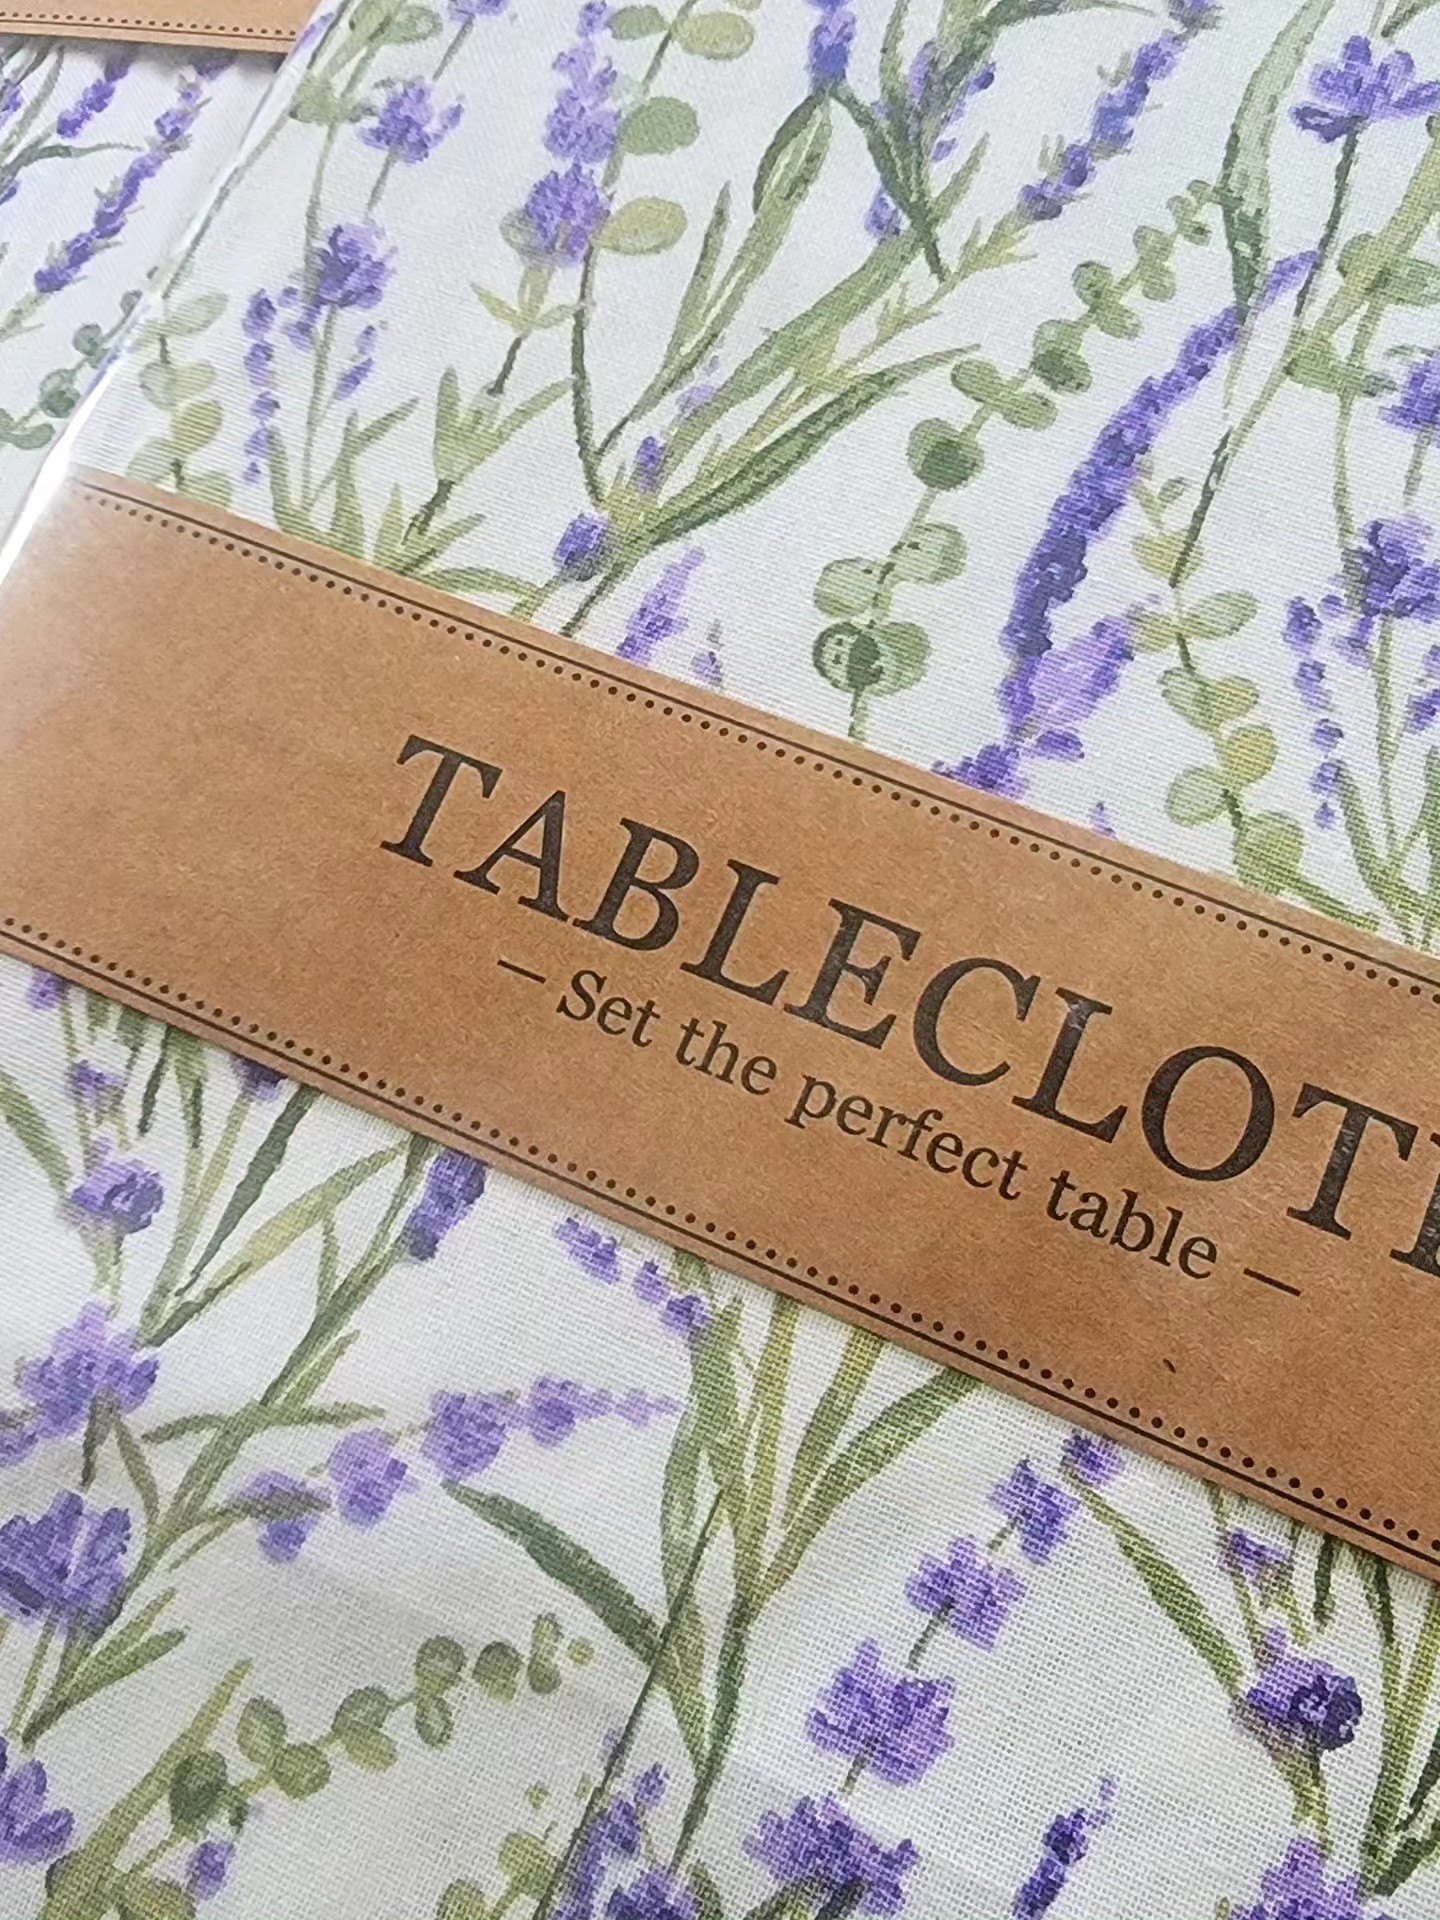 TABLECLOT
– Set the perfect table –